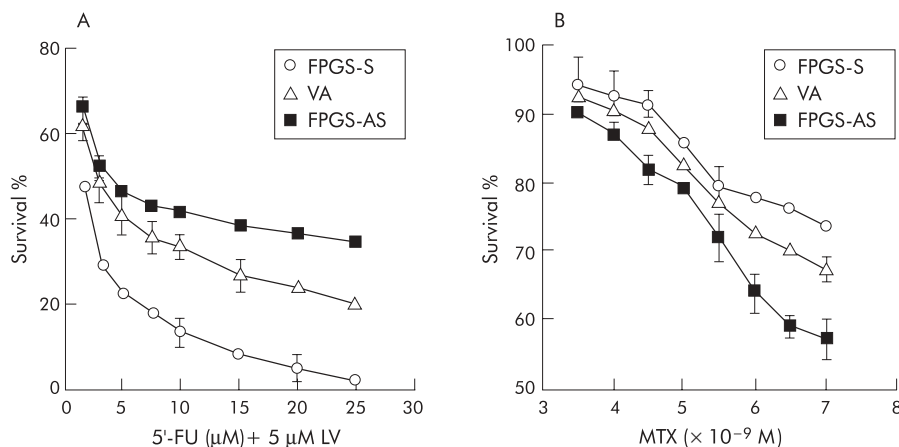 A
80
60
40
20
0
Survival %
0 5 10 15 20 25 30
5'-FU (μM)+ 5 μM LV
FPGS-S
VA
FPGS-AS
B
100
90
80
70
60
50
Survival %
3 4 5 6 7 8
MTX (× 10⁻⁹ M)
FPGS-S
VA
FPGS-AS